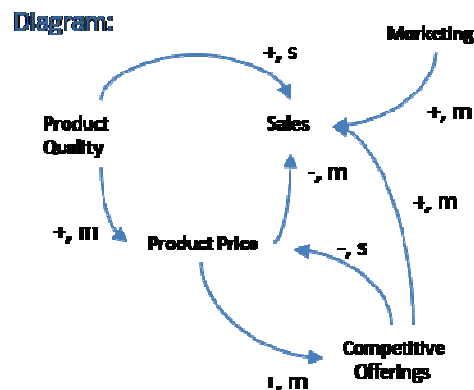 Diagram:
Marketing
+, s
Product
Quality
Sales
+, m
-, m
+, m
+, m
Product Price
-, s
Competitive
Offerings
, m